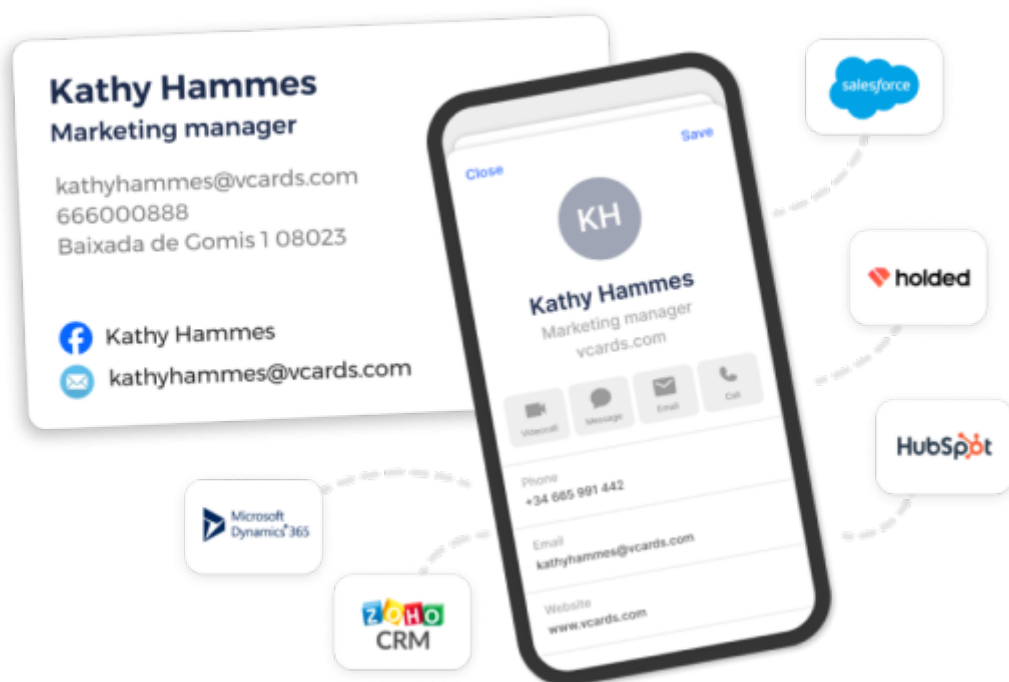 Kathy Hammes
Marketing manager
kathyhammes@vcards.com
666000888
Baixada de Gomis 1 08023
Kathy Hammes
kathyhammes@vcards.com
Close
Save
KH
Kathy Hammes
Marketing manager
vcards.com
Videocall
Message
Email
Call
Phone
+34 665 991 442
Email
kathyhammes@vcards.com
Website
www.vcards.com
salesforce
holded
HubSpot
Microsoft
Dynamics 365
ZOHO
CRM